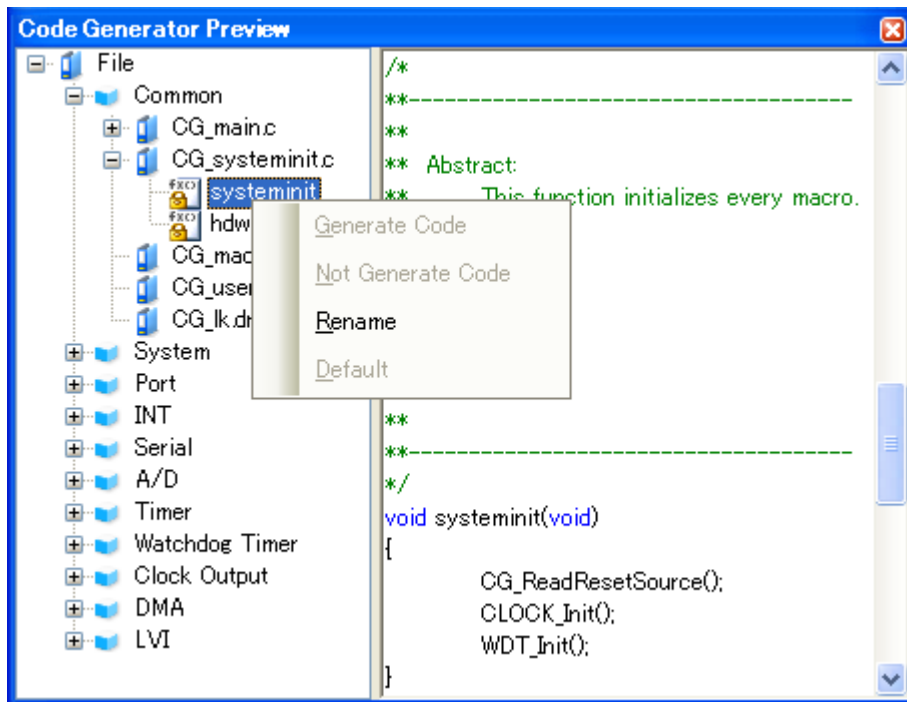 Code Generator Preview
File
Common
CG_main.c
CG_systeminit.c
systeminit
hdw
CG_mac
CG_user
CG_lk.dr
System
Port
INT
Serial
A/D
Timer
Watchdog Timer
Clock Output
DMA
LVI
Generate Code
Not Generate Code
Rename
Default
/*
**-------------------------------------
**
** Abstract:
** This function initializes every macro.
**
**-------------------------------------
*/
void systeminit(void)
{
CG_ReadResetSource();
CLOCK_Init();
WDT_Init();
}